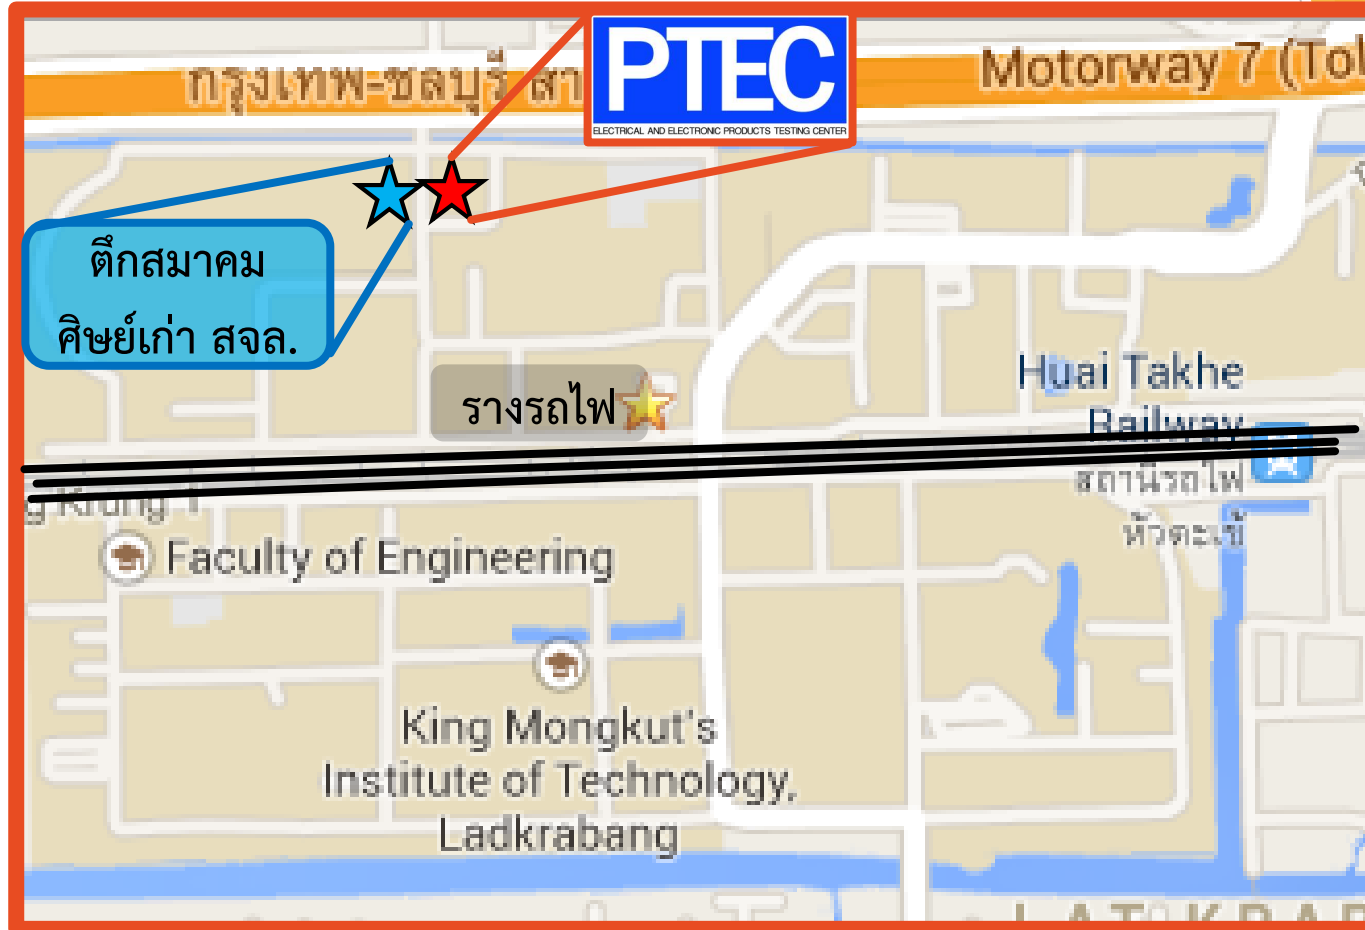 PTEC
ELECTRICAL AND ELECTRONIC PRODUCTS TESTING CENTER
กรุงเทพ-ชลบุรี สา
Motorway 7 (Tol
ตึกสมาคม
ศิษย์เก่า สจล.
รางรถไฟ
Huai Takhe
Railway
สถานีรถไฟ
หัวตะเข้
g Krung 1
Faculty of Engineering
King Mongkut's
Institute of Technology,
Ladkrabang